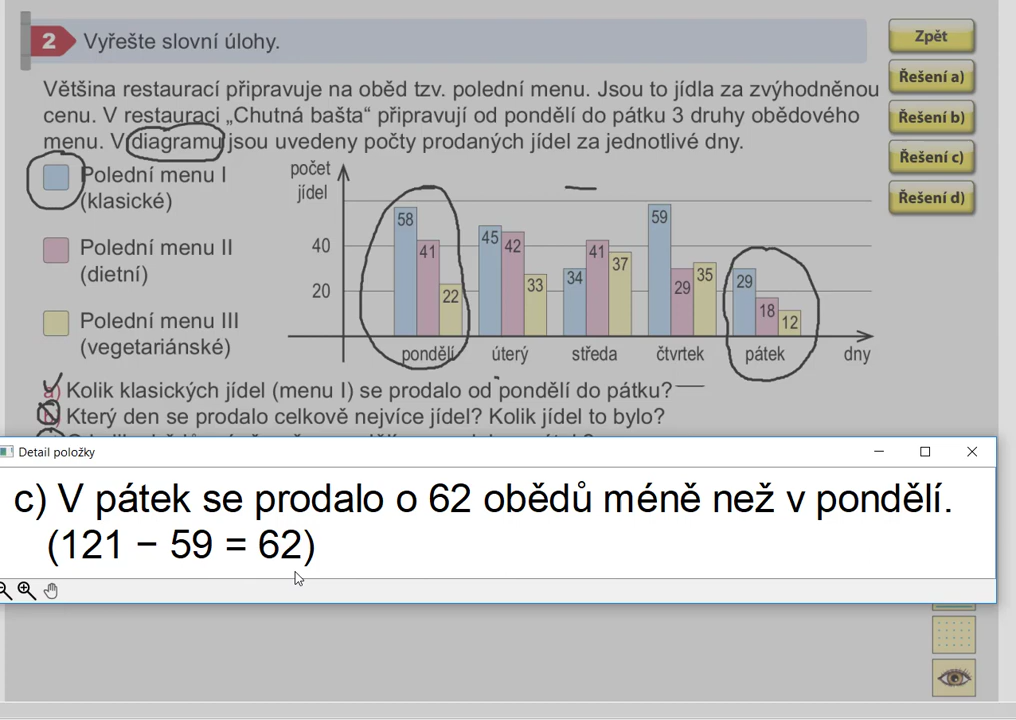 2 Vyřešte slovní úlohy.
Zpět
Řešení a)
Řešení b)
Řešení c)
Řešení d)
Většina restaurací připravuje na oběd tzv. polední menu. Jsou to jídla za zvýhodněnou
cenu. V restauraci „Chutná bašta“ připravují od pondělí do pátku 3 druhy obědového
menu. V diagramu jsou uvedeny počty prodaných jídel za jednotlivé dny.
Polední menu I
(klasické)
Polední menu II
(dietní)
Polední menu III
(vegetariánské)
počet
jídel
40
20
58 41 22
45 42 33
34 41 37
59 29 35
29 18 12
pondělí úterý středa čtvrtek pátek dny
a) Kolik klasických jídel (menu I) se prodalo od pondělí do pátku?
Který den se prodalo celkově nejvíce jídel? Kolik jídel to bylo?
Detail položky
c) V pátek se prodalo o 62 obědů méně než v pondělí.
(121 − 59 = 62)